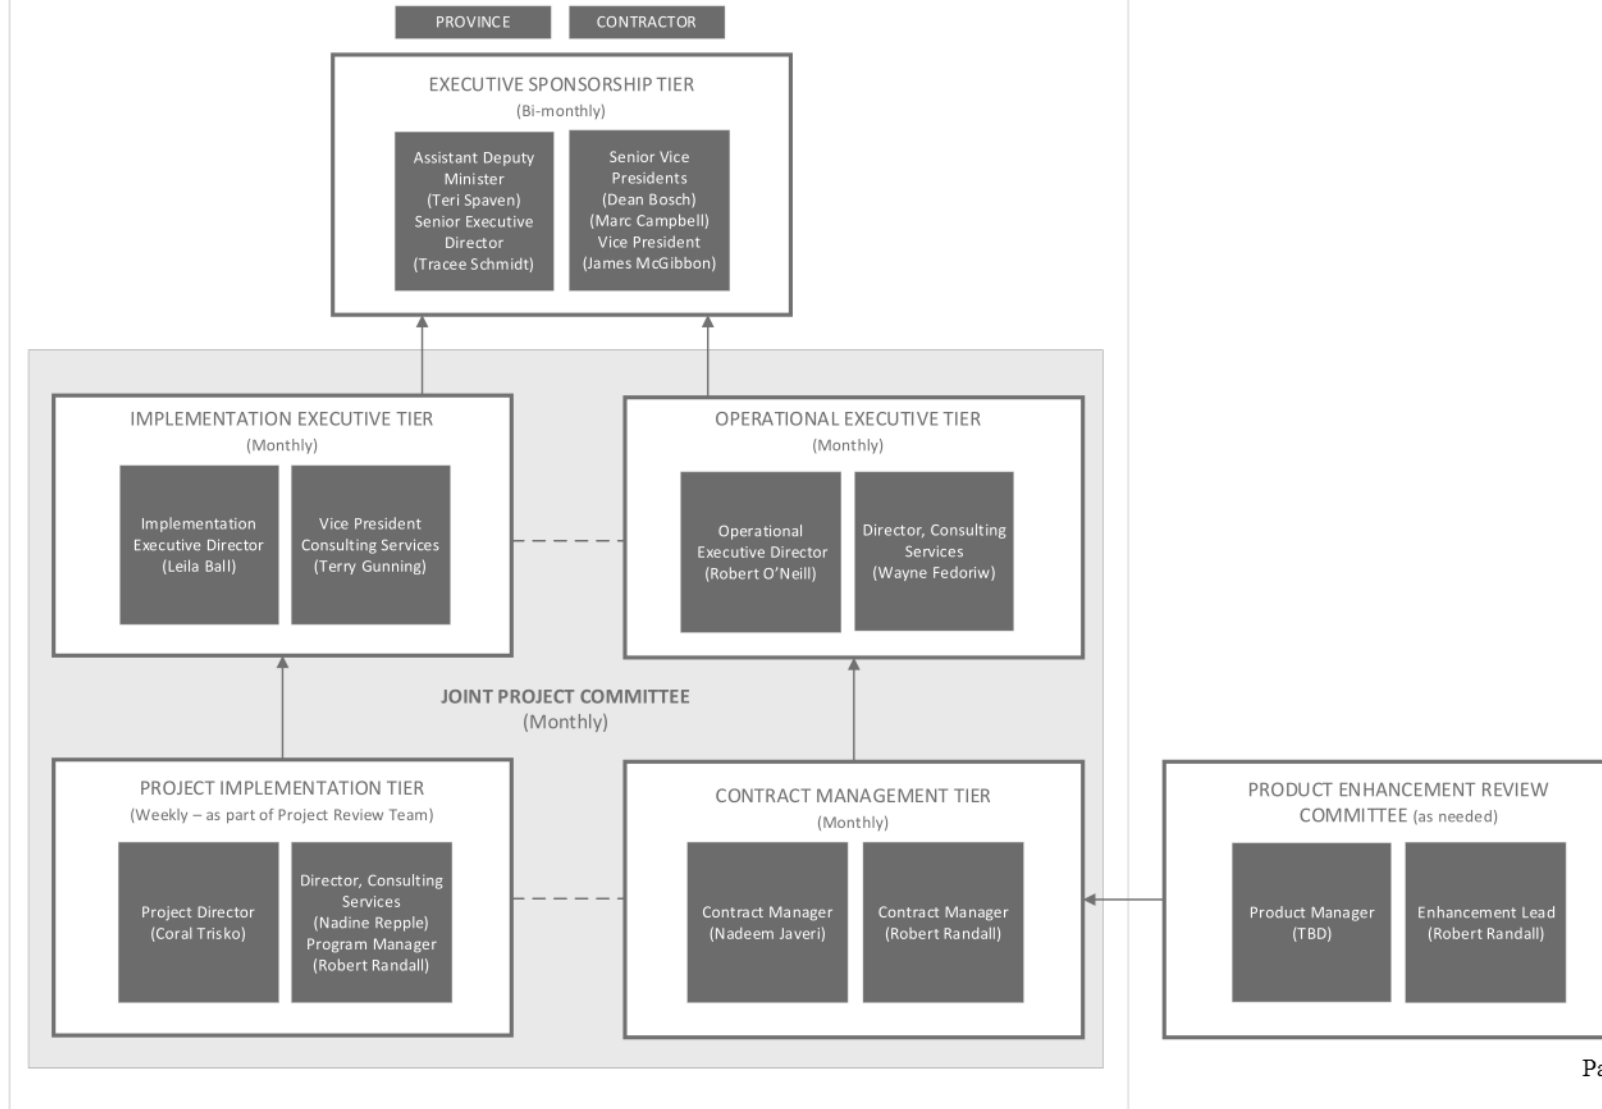 PROVINCE
CONTRACTOR
EXECUTIVE SPONSORSHIP TIER
(Bi-monthly)
Assistant Deputy
Minister
(Teri Spaven)
Senior Executive
Director
(Tracee Schmidt)
Senior Vice
Presidents
(Dean Bosch)
(Marc Campbell)
Vice President
(James McGibbon)
IMPLEMENTATION EXECUTIVE TIER
(Monthly)
Implementation
Executive Director
(Leila Ball)
Vice President
Consulting Services
(Terry Gunning)
OPERATIONAL EXECUTIVE TIER
(Monthly)
Operational
Executive Director
(Robert O’Neill)
Director, Consulting
Services
(Wayne Fedoriw)
JOINT PROJECT COMMITTEE
(Monthly)
PROJECT IMPLEMENTATION TIER
(Weekly – as part of Project Review Team)
Project Director
(Coral Trisko)
Director, Consulting
Services
(Nadine Repple)
Program Manager
(Robert Randall)
CONTRACT MANAGEMENT TIER
(Monthly)
Contract Manager
(Nadeem Javeri)
Contract Manager
(Robert Randall)
PRODUCT ENHANCEMENT REVIEW
COMMITTEE (as needed)
Product Manager
(TBD)
Enhancement Lead
(Robert Randall)